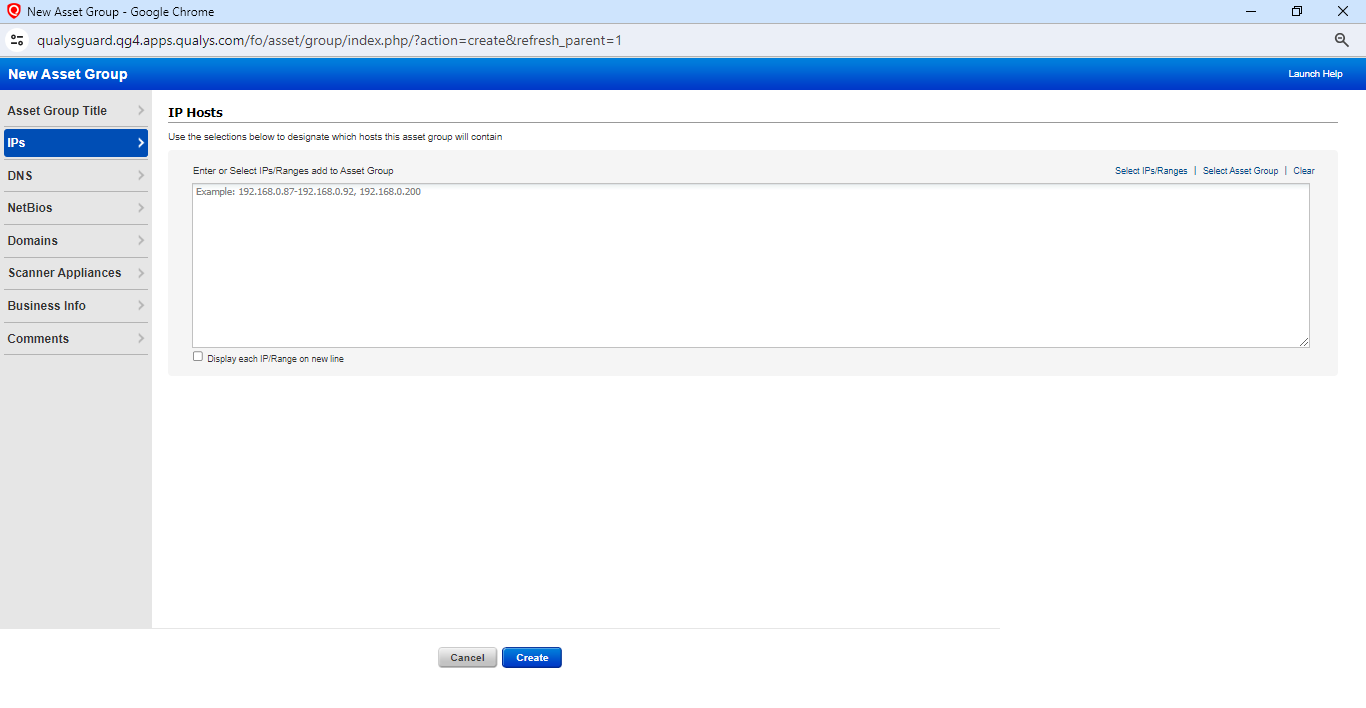 New Asset Group - Google Chrome
qualysguard.qg4.apps.qualys.com/fo/asset/group/index.php/?action=create&refresh_parent=1
New Asset Group
Launch Help
Asset Group Title
IPs
DNS
NetBios
Domains
Scanner Appliances
Business Info
Comments
IP Hosts
Use the selections below to designate which hosts this asset group will contain
Enter or Select IPs/Ranges add to Asset Group
Select IPs/Ranges | Select Asset Group | Clear
Example: 192.168.0.87-192.168.0.92, 192.168.0.200
Display each IP/Range on new line
Cancel
Create